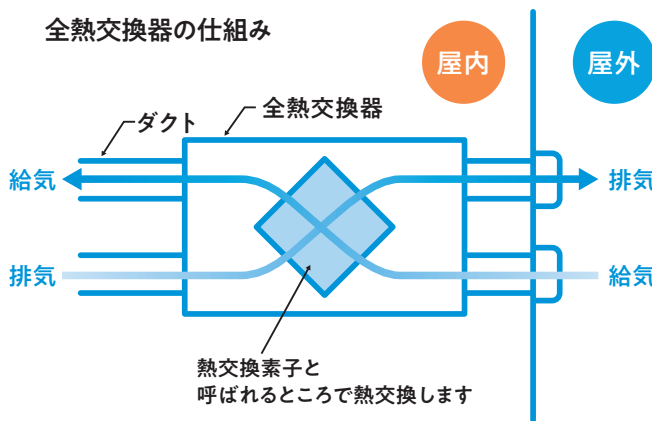 全熱交換器の仕組み
屋内
屋外
全熱交換器
ダクト
給気
排気
排気
給気
熱交換素子と
呼ばれるところで熱交換します